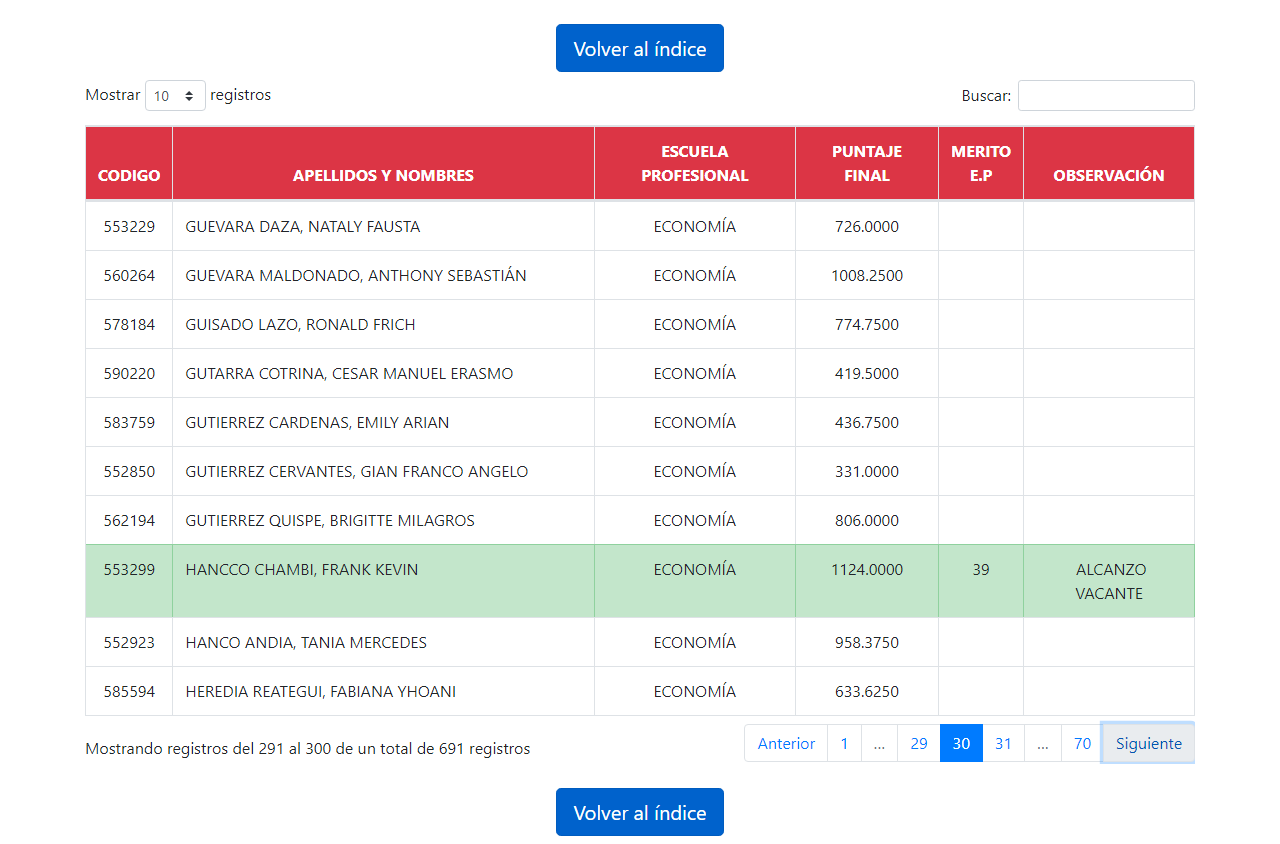 Volver al índice
Mostrar 10 registros Buscar:
CODIGO APELLIDOS Y NOMBRES ESCUELA PROFESIONAL PUNTAJE FINAL MERITO E.P OBSERVACIÓN
553229 GUEVARA DAZA, NATALY FAUSTA ECONOMÍA 726.0000
560264 GUEVARA MALDONADO, ANTHONY SEBASTIÁN ECONOMÍA 1008.2500
578184 GUISADO LAZO, RONALD FRICH ECONOMÍA 774.7500
590220 GUTARRA COTRINA, CESAR MANUEL ERASMO ECONOMÍA 419.5000
583759 GUTIERREZ CARDENAS, EMILY ARIAN ECONOMÍA 436.7500
552850 GUTIERREZ CERVANTES, GIAN FRANCO ANGELO ECONOMÍA 331.0000
562194 GUTIERREZ QUISPE, BRIGITTE MILAGROS ECONOMÍA 806.0000
553299 HANCCO CHAMBI, FRANK KEVIN ECONOMÍA 1124.0000 39 ALCANZO VACANTE
552923 HANCO ANDIA, TANIA MERCEDES ECONOMÍA 958.3750
585594 HEREDIA REATEGUI, FABIANA YHOANI ECONOMÍA 633.6250
Mostrando registros del 291 al 300 de un total de 691 registros Anterior 1 ... 29 30 31 ... 70 Siguiente
Volver al índice